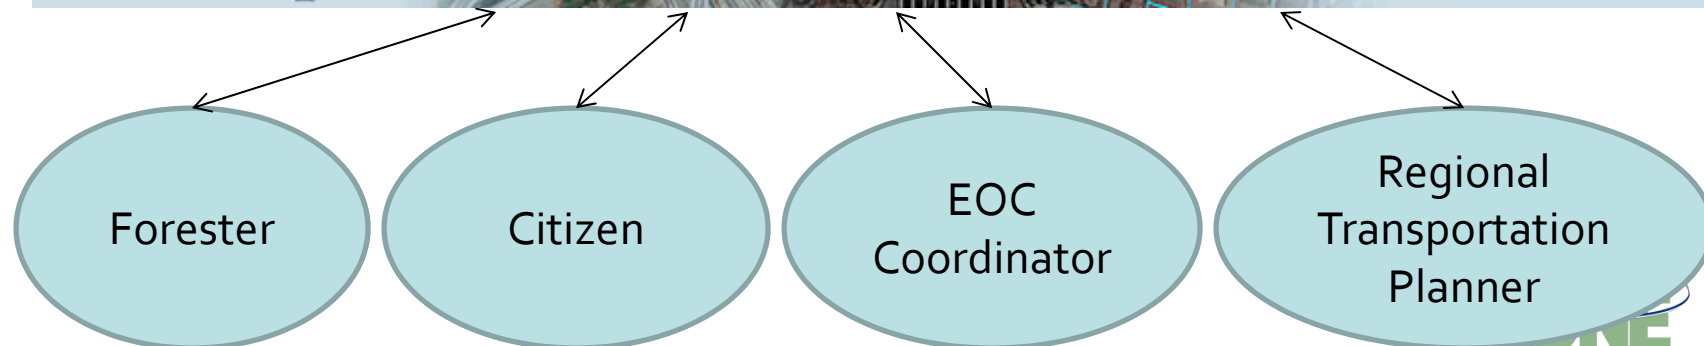 Forester
Citizen
EOC
Coordinator
Regional
Transportation
Planner